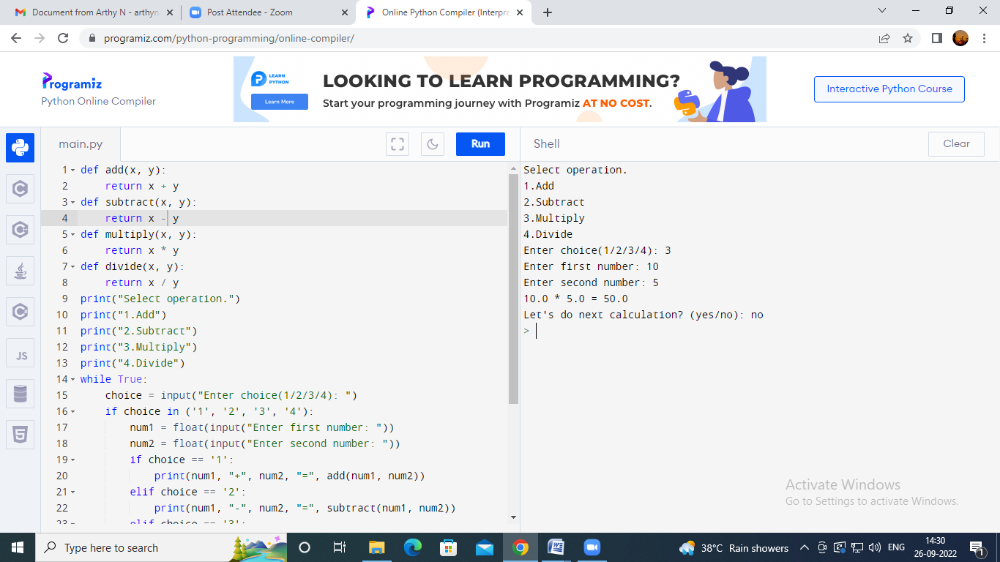 Document from Arthy N - arthyn
Post Attendee - Zoom
Online Python Compiler (Interpre
programiz.com/python-programming/online-compiler/
Programiz
Python Online Compiler
LEARN
PYTHON
Learn More
LOOKING TO LEARN PROGRAMMING?
Start your programming journey with Programiz AT NO COST.
Interactive Python Course
main.py
Run
Shell
Clear
JS
1 def add(x, y):
2     return x + y
3 def subtract(x, y):
4     return x - y
5 def multiply(x, y):
6     return x * y
7 def divide(x, y):
8     return x / y
9 print("Select operation.")
10 print("1.Add")
11 print("2.Subtract")
12 print("3.Multiply")
13 print("4.Divide")
14 while True:
15     choice = input("Enter choice(1/2/3/4): ")
16     if choice in ('1', '2', '3', '4'):
17         num1 = float(input("Enter first number: "))
18         num2 = float(input("Enter second number: "))
19         if choice == '1':
20             print(num1, "+", num2, "=", add(num1, num2))
21         elif choice == '2':
22             print(num1, "-", num2, "=", subtract(num1, num2))
23         elif choice == '3':
Select operation.
1.Add
2.Subtract
3.Multiply
4.Divide
Enter choice(1/2/3/4): 3
Enter first number: 10
Enter second number: 5
10.0 * 5.0 = 50.0
Let's do next calculation? (yes/no): no
>
Activate Windows
Go to Settings to activate Windows.
Type here to search
38°C Rain showers
ENG
14:30
26-09-2022
1